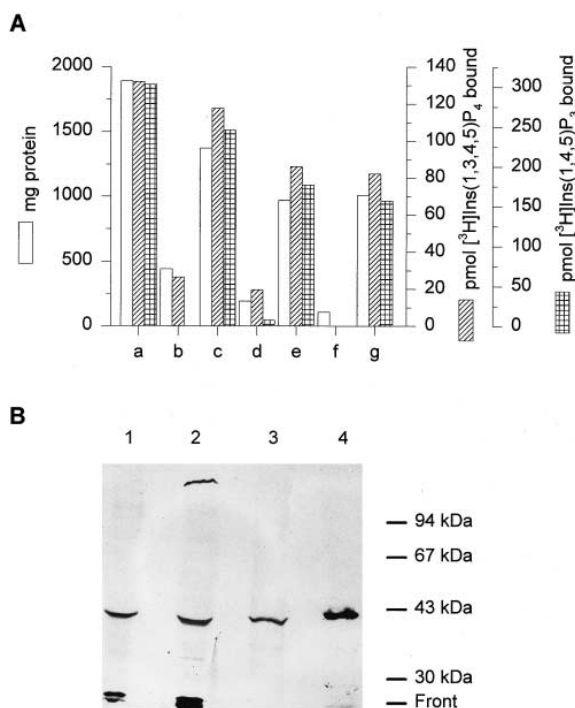 A
2000
1500
1000
500
0
mg protein
a b c d e f g
140
120
100
80
60
40
20
0
pmol [³H]Ins(1,3,4,5)P₄ bound
300
250
200
150
100
50
0
pmol [³H]Ins(1,4,5)P₃ bound
B
1 2 3 4
94 kDa
67 kDa
43 kDa
30 kDa
Front